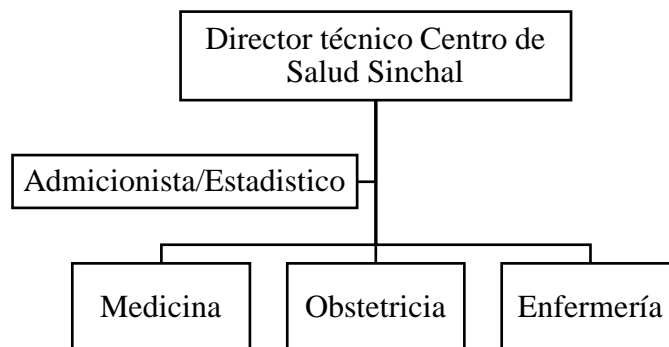 Director técnico Centro de
Salud Sinchal
Admicionista/Estadistico
Medicina
Obstetricia
Enfermería